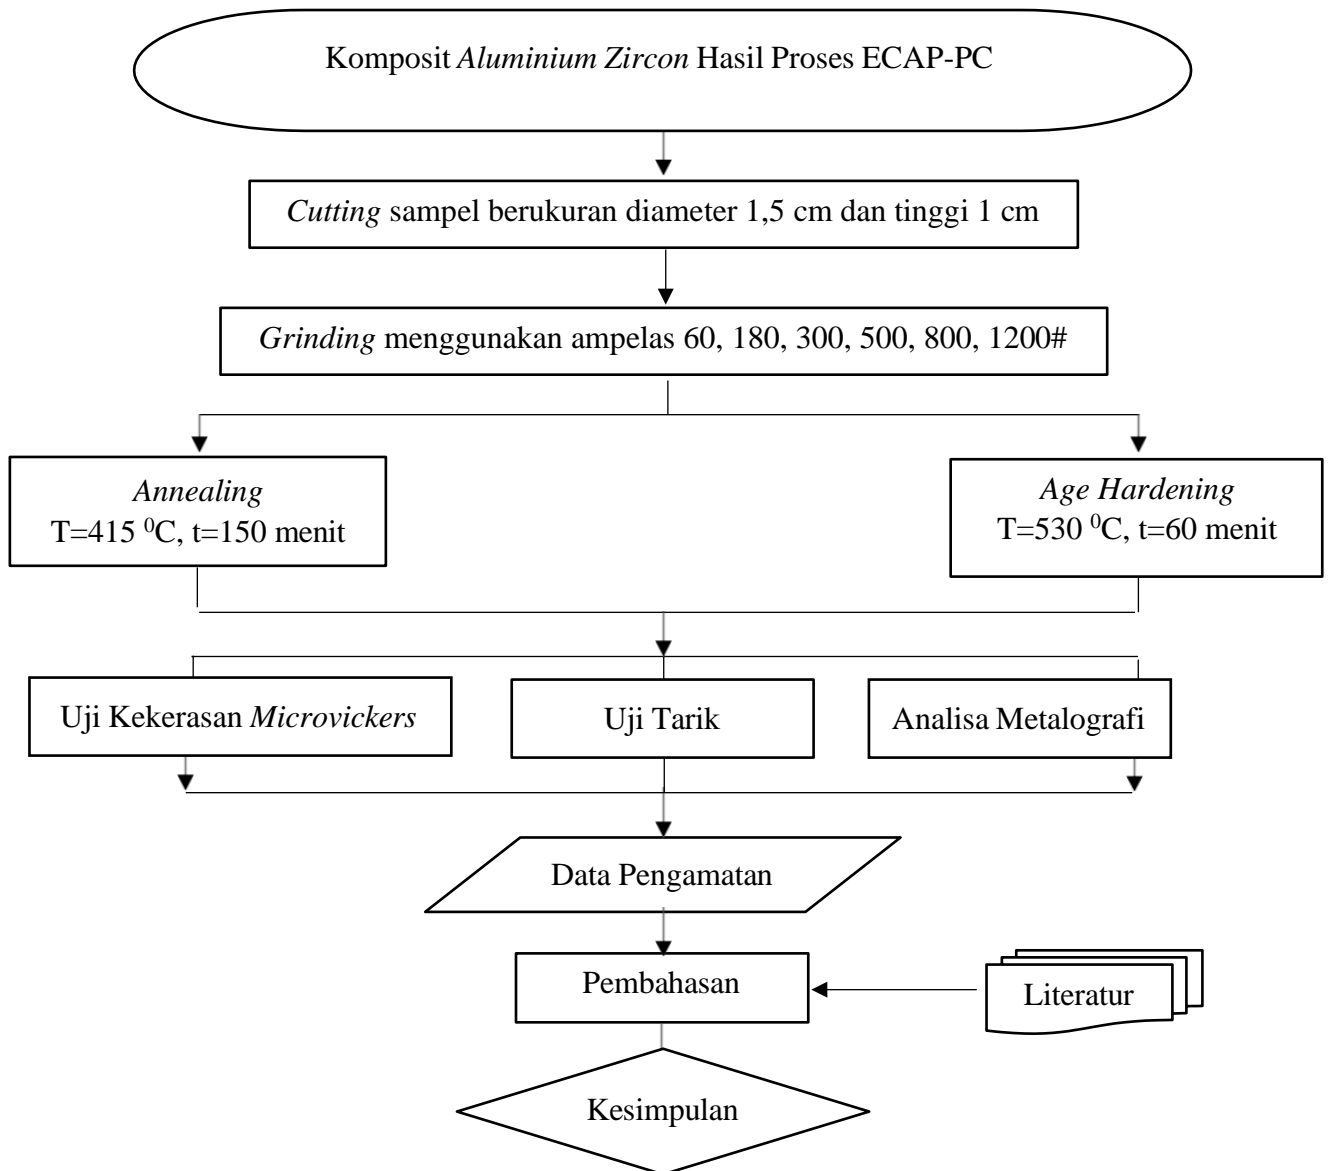 Komposit Aluminium Zircon Hasil Proses ECAP-PC
Cutting sampel berukuran diameter 1,5 cm dan tinggi 1 cm
Grinding menggunakan ampelas 60, 180, 300, 500, 800, 1200#
Annealing
T=415 ⁰C, t=150 menit
Age Hardening
T=530 ⁰C, t=60 menit
Uji Kekerasan Microvickers
Uji Tarik
Analisa Metalografi
Data Pengamatan
Pembahasan
Literatur
Kesimpulan